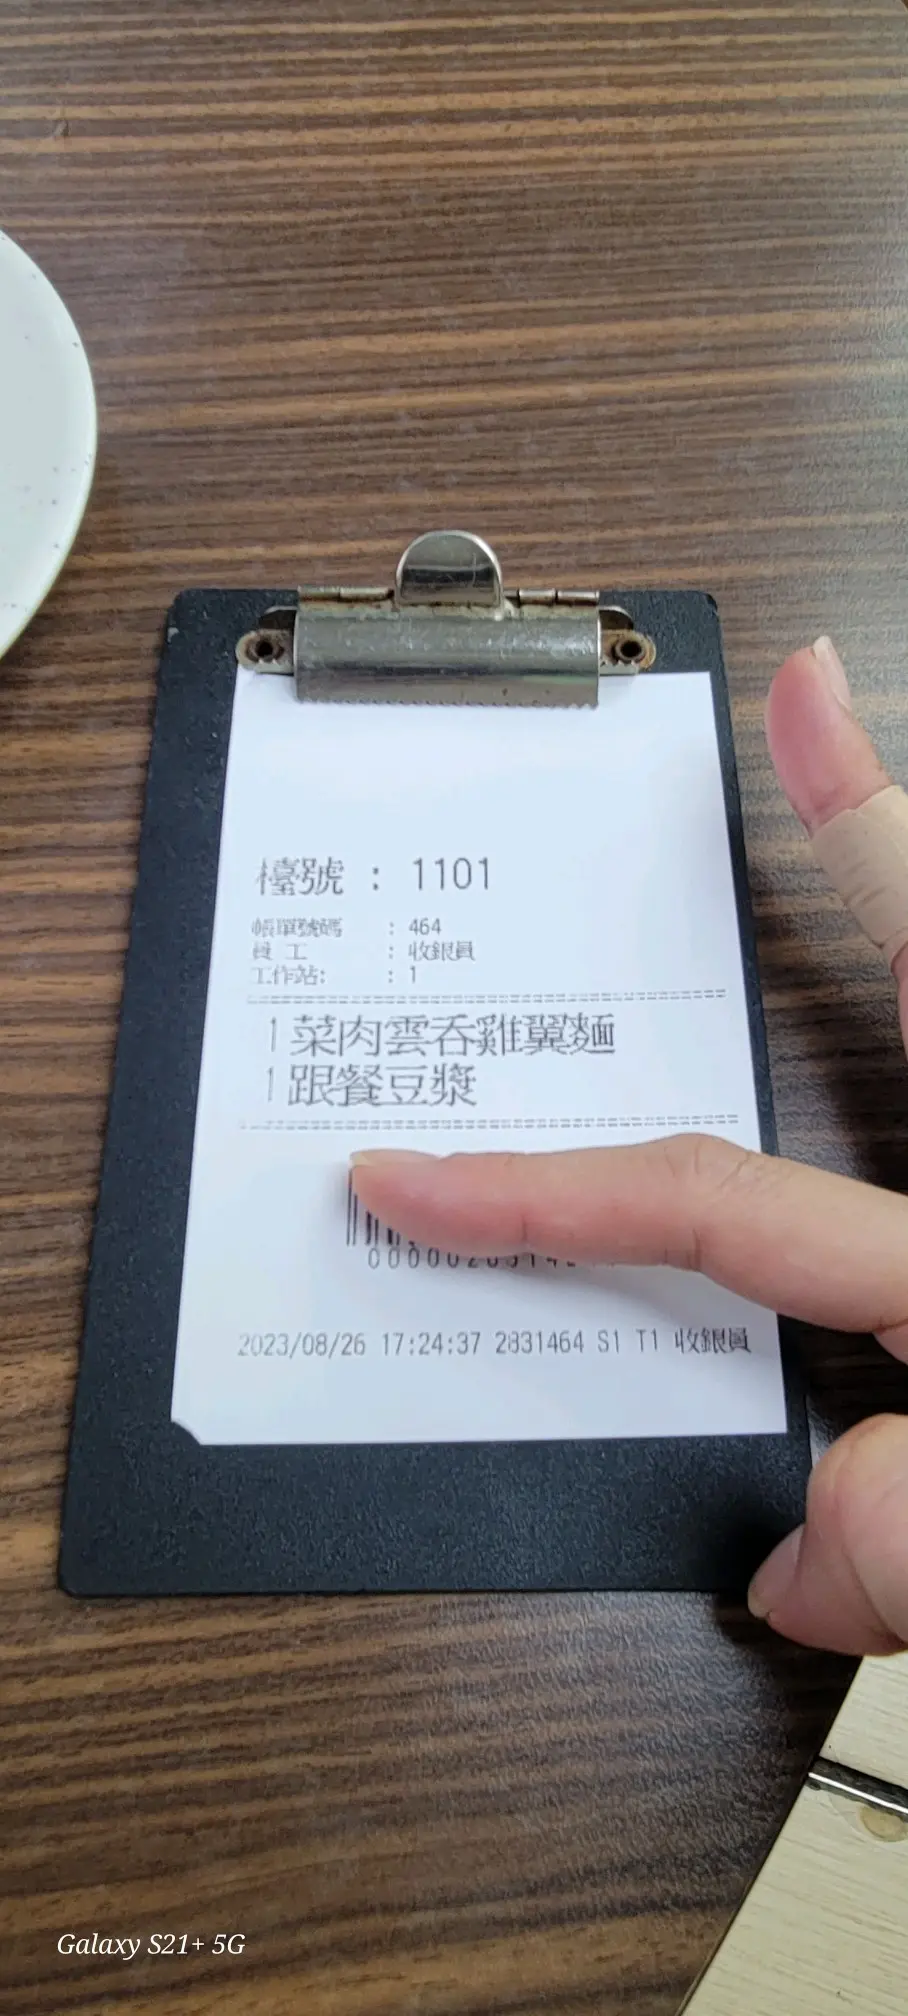 檯號 : 1101
帳單號碼 : 464
員 工 : 收銀員
工作站: : 1
1 菜肉雲吞雞翼麵
1 跟餐豆漿
2023/08/26 17:24:37 2831464 S1 T1 收銀員
Galaxy S21+ 5G